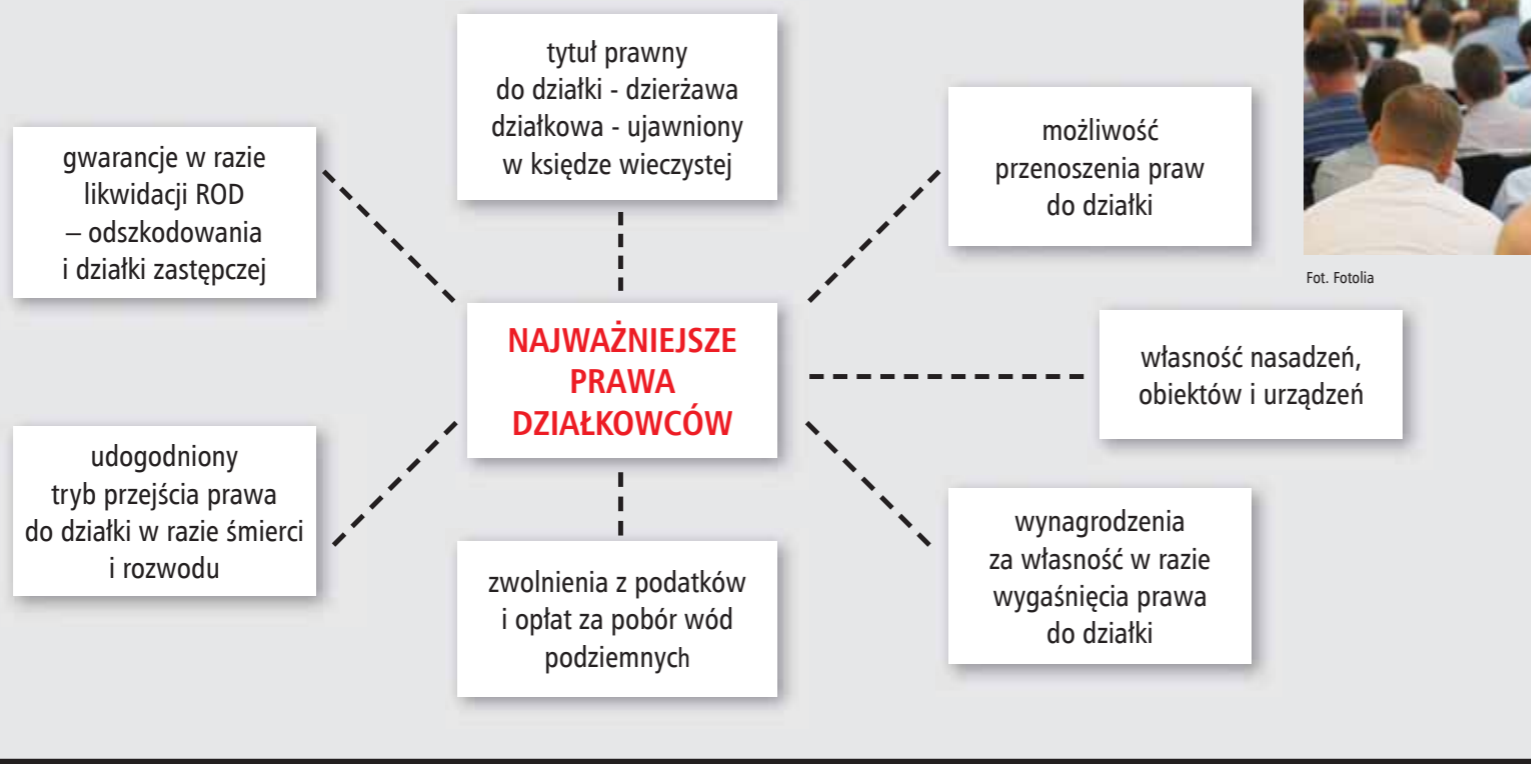 tytuł prawny
do działki - dzierżawa
działkowa - ujawniony
w księdze wieczystej
gwarancje w razie
likwidacji ROD
– odszkodowania
i działki zastępczej
możliwość
przenoszenia praw
do działki
Fot. Fotolia
NAJWAŻNIEJSZE
PRAWA
DZIAŁKOWCÓW
własność nasadzeń,
obiektów i urządzeń
udogodniony
tryb przejścia prawa
do działki w razie śmierci
i rozwodu
zwolnienia z podatków
i opłat za pobór wód
podziemnych
wynagrodzenia
za własność w razie
wygaśnięcia prawa
do działki